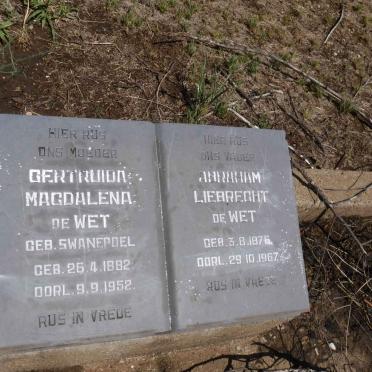 HIER RUS
ONS MOEDER
GERTRUIDA
MAGDALENA
DE WET
GEB. SWANEPOEL
GEB. 26.4.1892.
OORL. 9.9.1952.
RUS IN VREDE
HIER RUS
ONS VADER
ABRAHAM
LIEBRECHT
DE WET
GEB. 3.8.1876.
OORL. 29.10.1967.
RUS IN VREDE